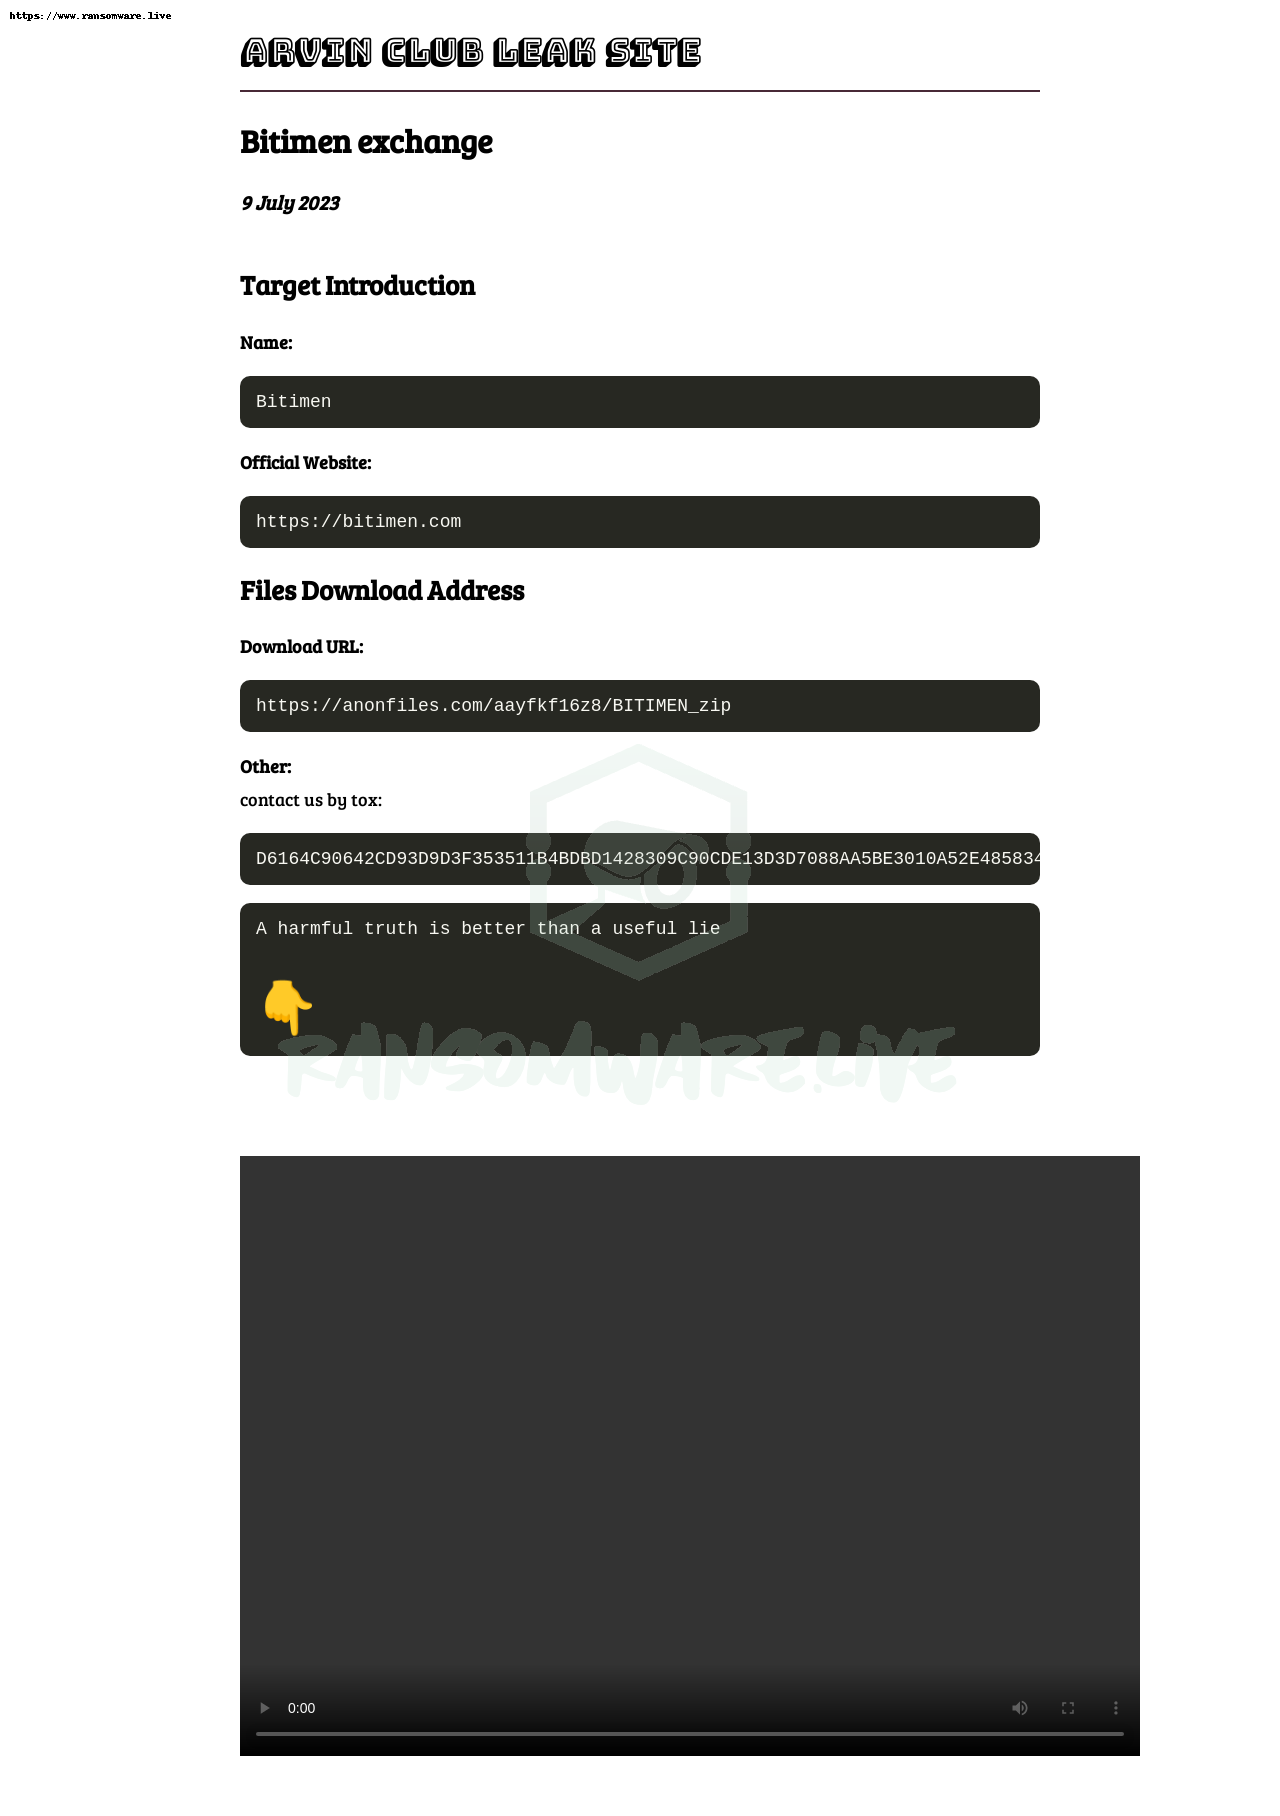 https://www.ransomware.live
ARVIN CLUB LEAK SITE
Bitimen exchange
9 July 2023
Target Introduction
Name:
Bitimen
Official Website:
https://bitimen.com
Files Download Address
Download URL:
https://anonfiles.com/aayfkf16z8/BITIMEN_zip
Other:
contact us by tox:
D6164C90642CD93D9D3F353511B4BDBD1428309C90CDE13D3D7088AA5BE3010A52E485834
A harmful truth is better than a useful lie
RANSOMWARE.LIVE
0:00